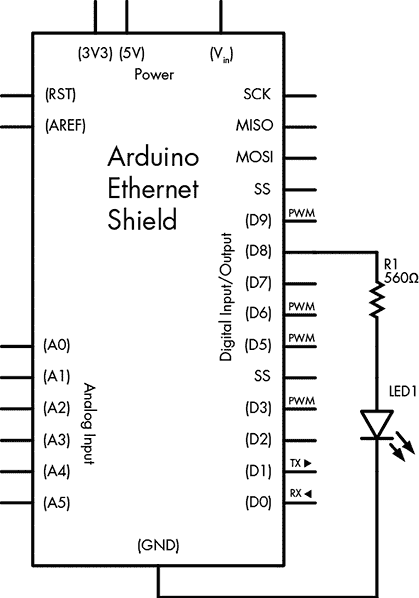 (3V3) (5V) (Vin)
Power
(RST)
(AREF)
Arduino
Ethernet
Shield
SCK
MISO
MOSI
SS
(D9) PWM
(D8)
(D7)
(D6) PWM
(D5) PWM
SS
(D3) PWM
(D2)
(D1) TX ►
(D0) RX ◄
Digital Input/Output
R1
560Ω
LED1
(A0)
(A1)
(A2)
(A3)
(A4)
(A5)
Analog Input
(GND)